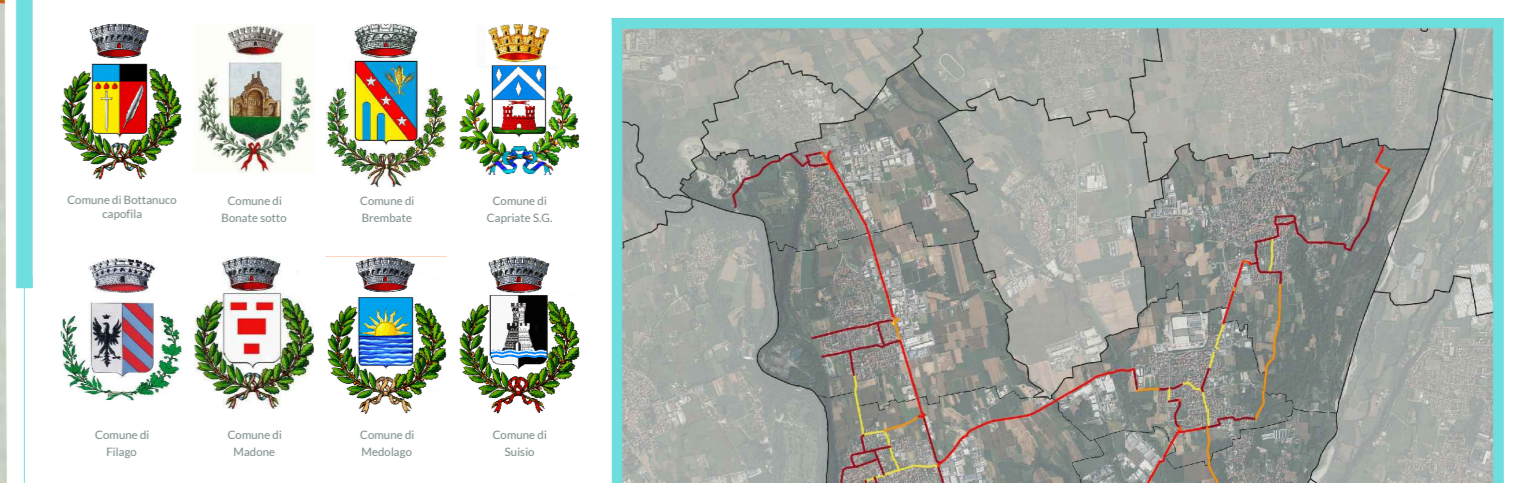 Comune di Bottanuco
capofila
Comune di
Bonate sotto
Comune di
Brembate
Comune di
Capriate S.G.
Comune di
Filago
Comune di
Madone
Comune di
Medolago
Comune di
Suisio